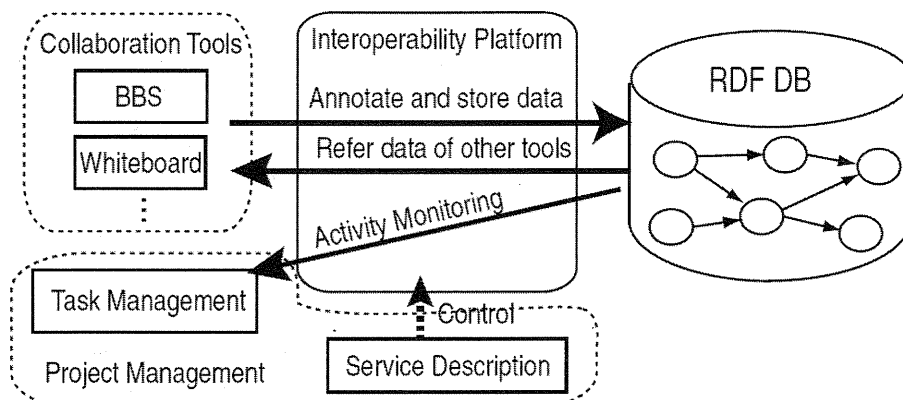 Collaboration Tools
BBS
Whiteboard
Interoperability Platform
Annotate and store data
Refer data of other tools
Activity Monitoring
RDF DB
Task Management
Project Management
Control
Service Description